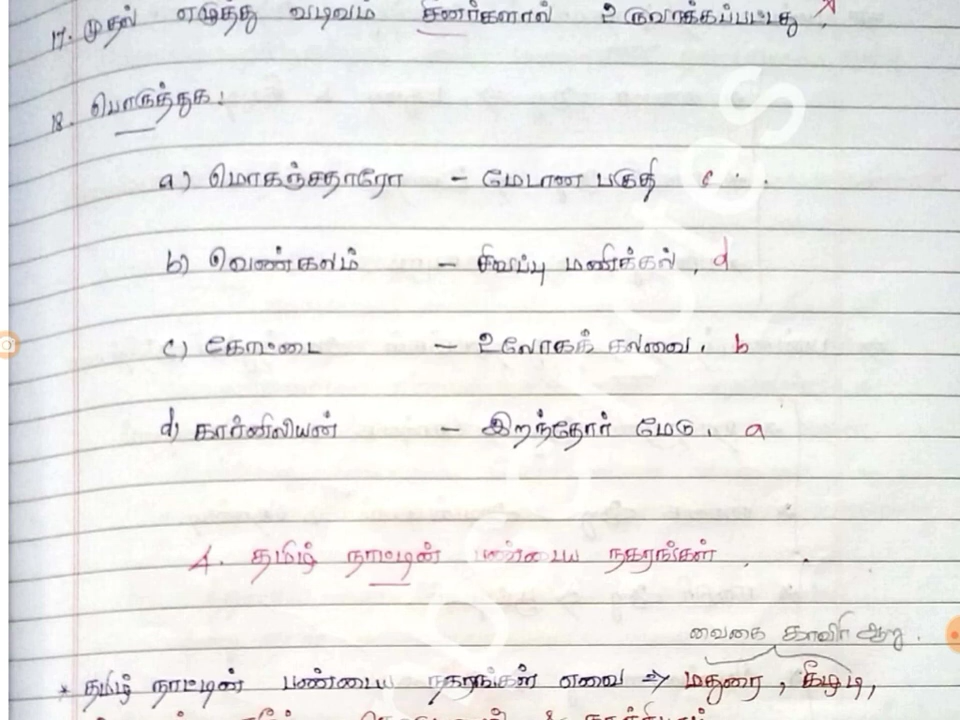 17. முதல் எழுத்து வடிவம் சீனர்களால் உருவாக்கப்பட்டது
18. பொருத்துக:
a) மொகஞ்சதாரோ - மேடான பகுதி c
b) வெண்கலம் - சிவப்பு மணிக்கல். d
c) கோட்டை - உலோகக் கலவை. b
d) கார்னிலியன் - இறந்தோர் மேடு. a
4. தமிழ் நாட்டின் பண்பைய நகரங்கள்
வைகை காவிரி ஆறு.
* தமிழ் நாட்டின் பண்பைய நகரங்கள் எவை => மதுரை, கீழடி,